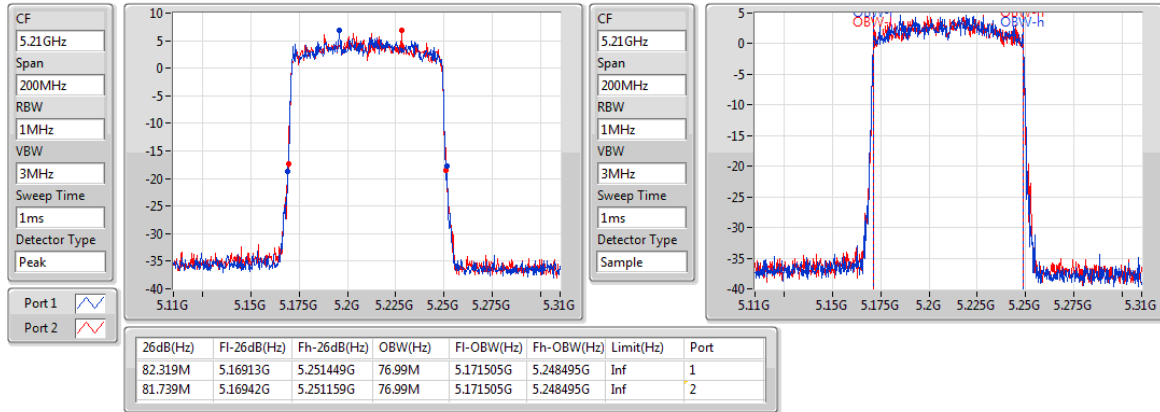 CF
5.21GHz
Span
200MHz
RBW
1MHz
VBW
3MHz
Sweep Time
1ms
Detector Type
Peak
Port 1
Port 2
10
5
0
-5
-10
-15
-20
-25
-30
-35
-40
5.11G 5.15G 5.175G 5.2G 5.225G 5.275G 5.31G
CF
5.21GHz
Span
200MHz
RBW
1MHz
VBW
3MHz
Sweep Time
1ms
Detector Type
Sample
OBW-h
OBW-h
5
0
-5
-10
-15
-20
-25
-30
-35
-40
5.11G 5.15G 5.175G 5.2G 5.225G 5.25G 5.275G 5.31G
26dB(Hz) Fl-26dB(Hz) Fh-26dB(Hz) OBW(Hz) Fl-OBW(Hz) Fh-OBW(Hz) Limit(Hz) Port
82.319M 5.16913G 5.251449G 76.99M 5.171505G 5.248495G Inf 1
81.739M 5.16942G 5.251159G 76.99M 5.171505G 5.248495G Inf 2